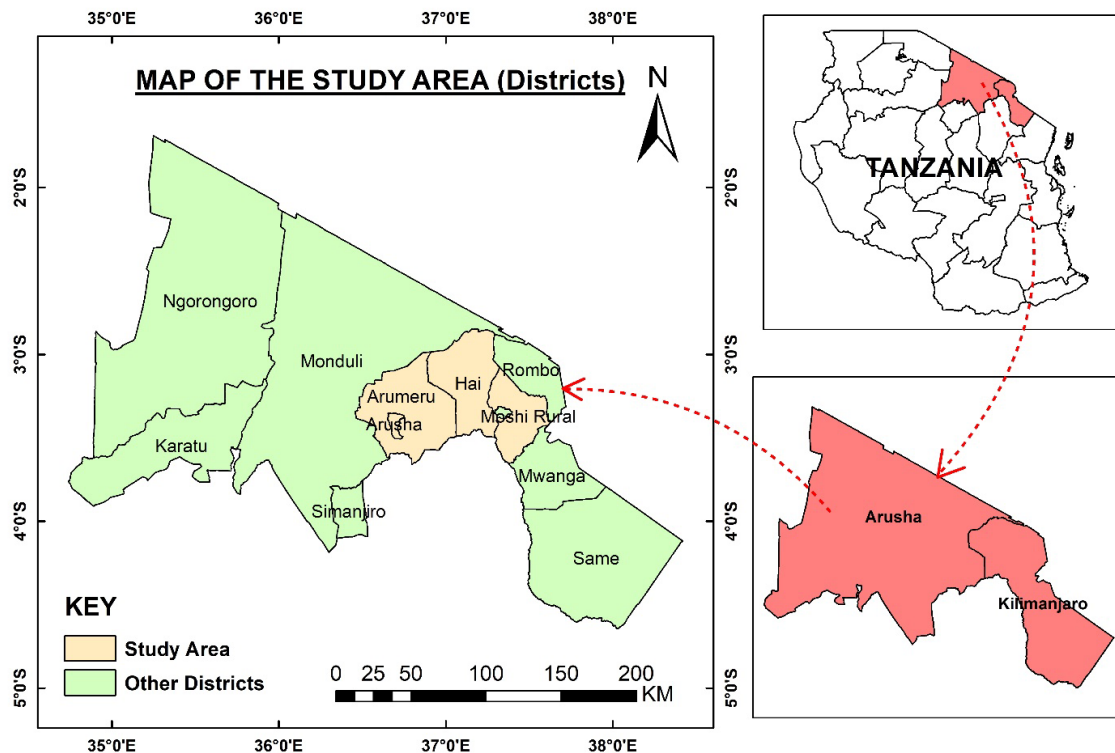 35°0'E 36°0'E 37°0'E 38°0'E
MAP OF THE STUDY AREA (Districts)
N
2°0'S
3°0'S
4°0'S
5°0'S
Ngorongoro
Monduli
Rombo
Hai
Arumeru
Arusha
Moshi Rural
Karatu
Mwanga
Simanjiro
Same
KEY
Study Area
Other Districts
0 25 50 100 150 200
KM
2°0'S
3°0'S
4°0'S
5°0'S
35°0'E 36°0'E 37°0'E 38°0'E
TANZANIA
Arusha
Kilimanjaro